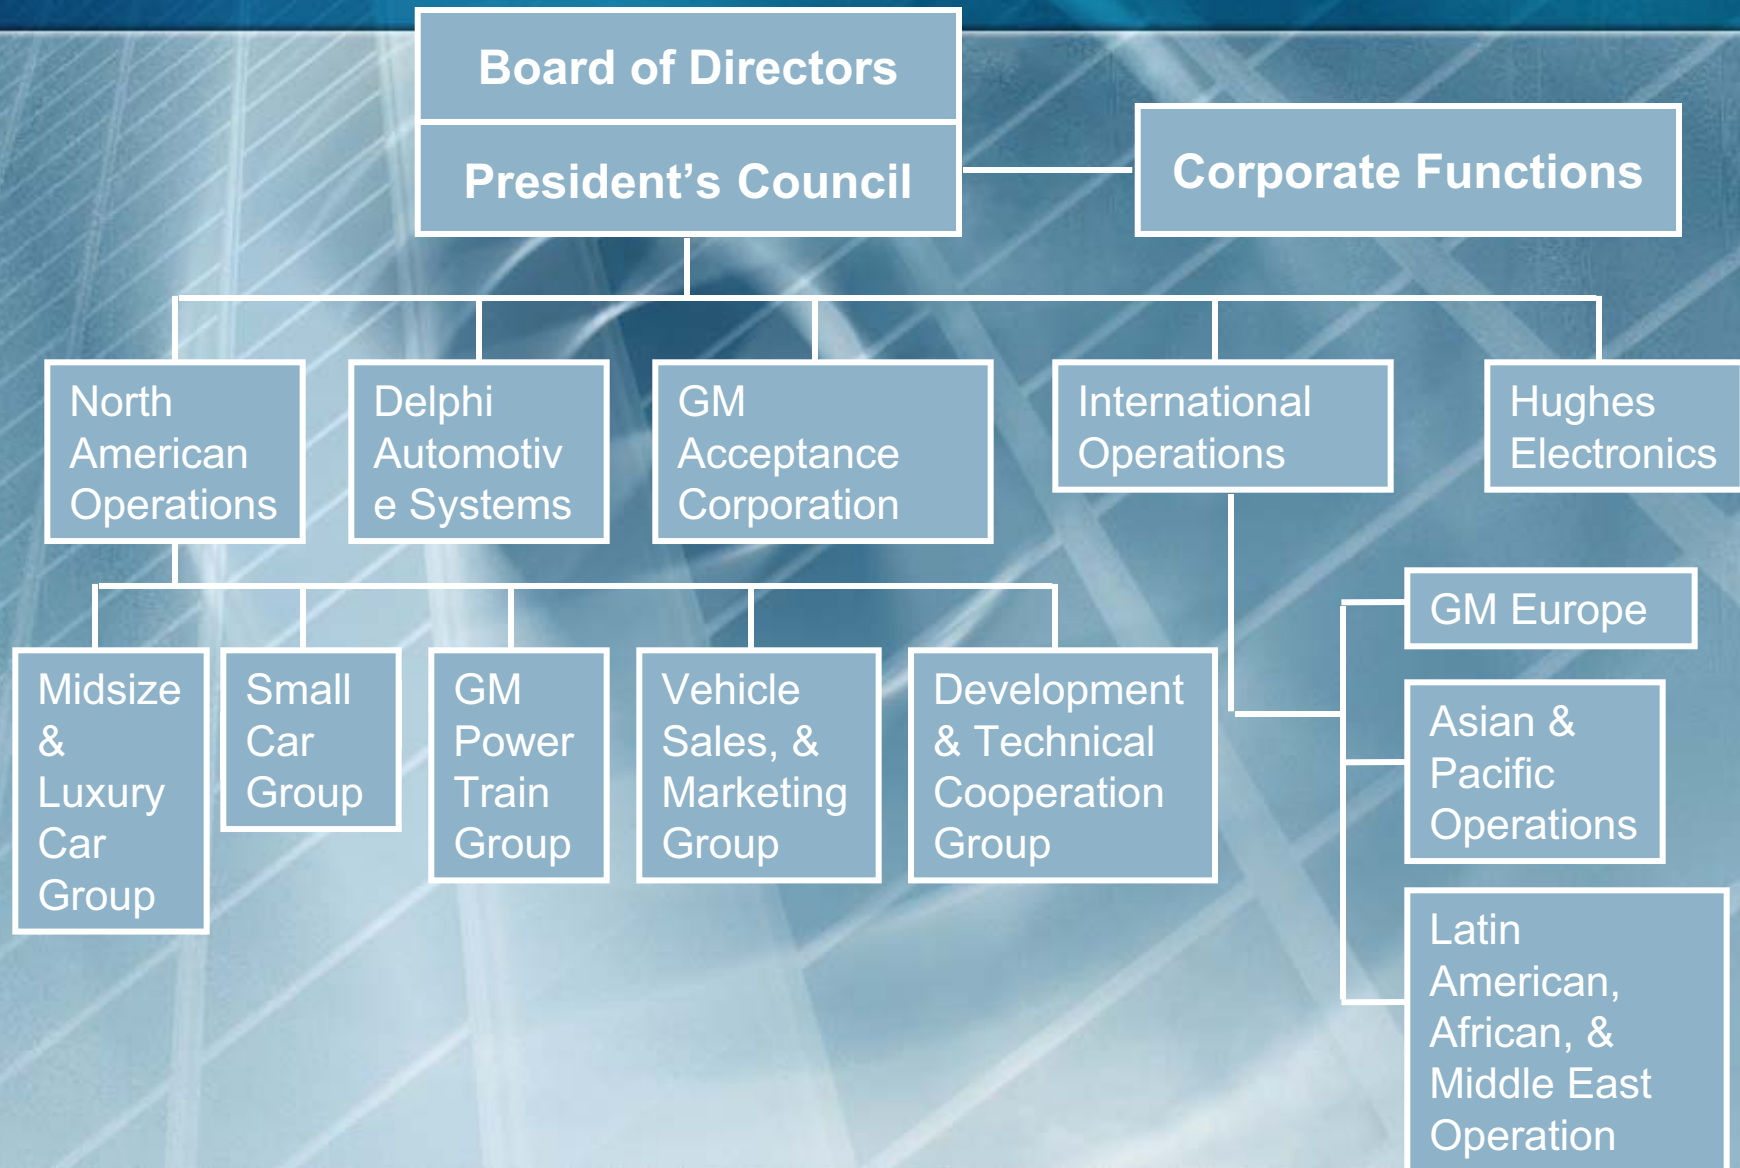 Board of Directors
President’s Council
Corporate Functions
North
American
Operations
Delphi
Automotiv
e Systems
GM
Acceptance
Corporation
International
Operations
Hughes
Electronics
Midsize
&
Luxury
Car
Group
Small
Car
Group
GM
Power
Train
Group
Vehicle
Sales, &
Marketing
Group
Development
& Technical
Cooperation
Group
GM Europe
Asian &
Pacific
Operations
Latin
American,
African, &
Middle East
Operation